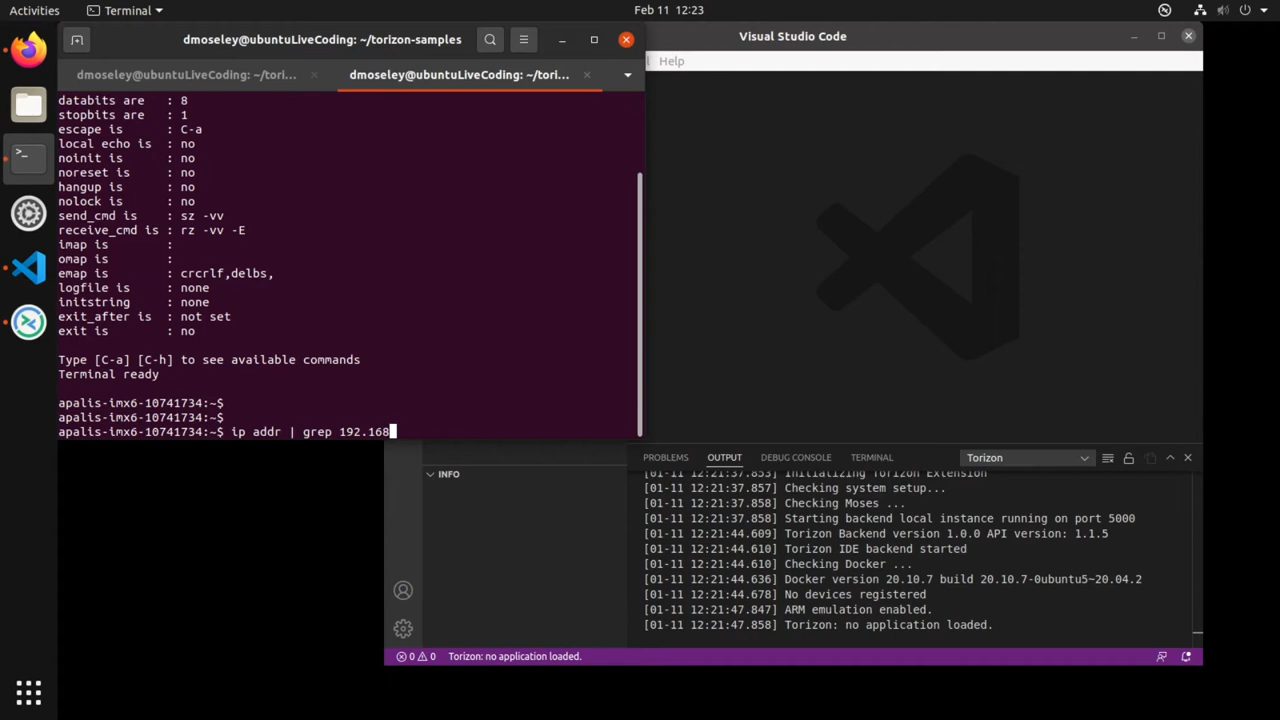 Activities
Terminal
Feb 11 12:23
dmoseley@ubuntuLiveCoding: ~/torizon-samples
Visual Studio Code
Help
dmoseley@ubuntuLiveCoding: ~/tori...
dmoseley@ubuntuLiveCoding: ~/tori...
databits are : 8
stopbits are : 1
escape is : C-a
local echo is : no
noinit is : no
noreset is : no
hangup is : no
nolock is : no
send_cmd is : sz -vv
receive_cmd is : rz -vv -E
imap is :
omap is :
emap is : crcrlf,delbs,
logfile is : none
initstring : none
exit_after is : not set
exit is : no
Type [C-a] [C-h] to see available commands
Terminal ready
apalis-imx6-10741734:~$
apalis-imx6-10741734:~$
apalis-imx6-10741734:~$ ip addr | grep 192.168
INFO
PROBLEMS OUTPUT DEBUG CONSOLE TERMINAL
Torizon
[01-11 12:21:37.853] Initializing Torizon Extension
[01-11 12:21:37.857] Checking system setup...
[01-11 12:21:37.858] Checking Moses ...
[01-11 12:21:37.858] Starting backend local instance running on port 5000
[01-11 12:21:44.609] Torizon Backend version 1.0.0 API version: 1.1.5
[01-11 12:21:44.610] Torizon IDE backend started
[01-11 12:21:44.610] Checking Docker ...
[01-11 12:21:44.636] Docker version 20.10.7 build 20.10.7-0ubuntu5~20.04.2
[01-11 12:21:44.678] No devices registered
[01-11 12:21:47.847] ARM emulation enabled.
[01-11 12:21:47.858] Torizon: no application loaded.
0 0 Torizon: no application loaded.